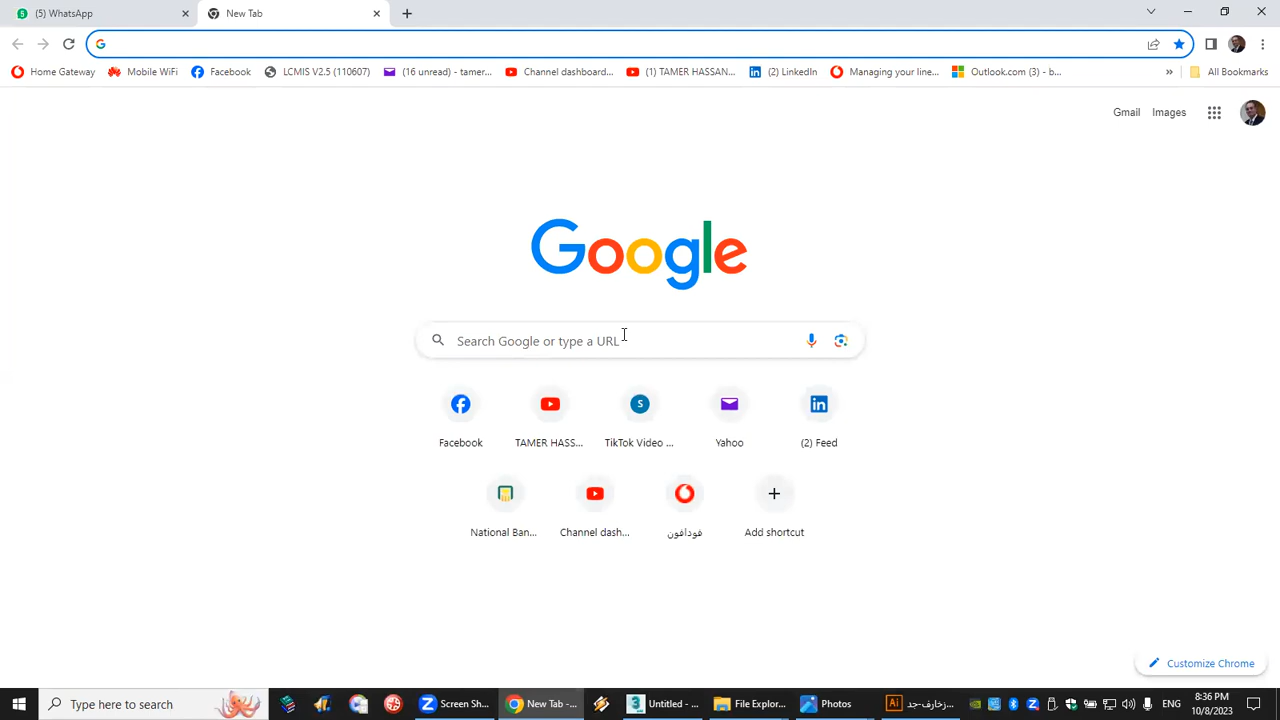 (5) WhatsApp
New Tab
Home Gateway
Mobile WiFi
Facebook
LCMIS V2.5 (110607)
(16 unread) - tamer...
Channel dashboard...
(1) TAMER HASSAN...
(2) LinkedIn
Managing your line...
Outlook.com (3) - b...
All Bookmarks
Gmail
Images
Google
Search Google or type a URL
Facebook
TAMER HASS...
TikTok Video ...
Yahoo
(2) Feed
National Ban...
Channel dash...
فودافون
Add shortcut
Customize Chrome
Type here to search
Screen Sh...
New Tab -...
Untitled - ...
File Explor...
Photos
زخارف-جد...
ENG
8:36 PM
10/8/2023